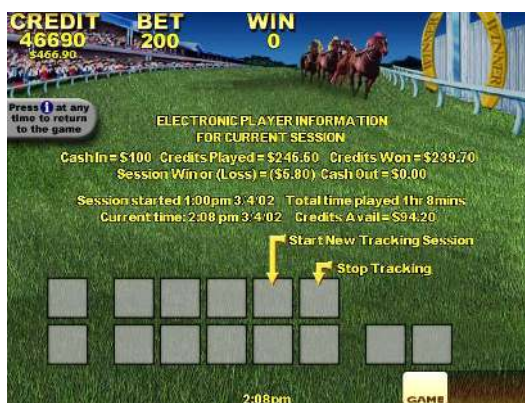 CREDIT BET WIN
46690 200 0
$466.90
Press i at any
time to return
to the game
ELECTRONIC PLAYER INFORMATION
FOR CURRENT SESSION
Cash In = $100 Credits Played = $245.50 Credits Won = $239.70
Session Win or (Loss) = ($5.80) Cash Out = $0.00
Session started 1:00pm 3/4/02 Total time played 1hr 8mins
Current time: 2:08 pm 3/4/02 Credits Avail = $94.20
Start New Tracking Session
Stop Tracking
WINNER
2:08pm
GAME